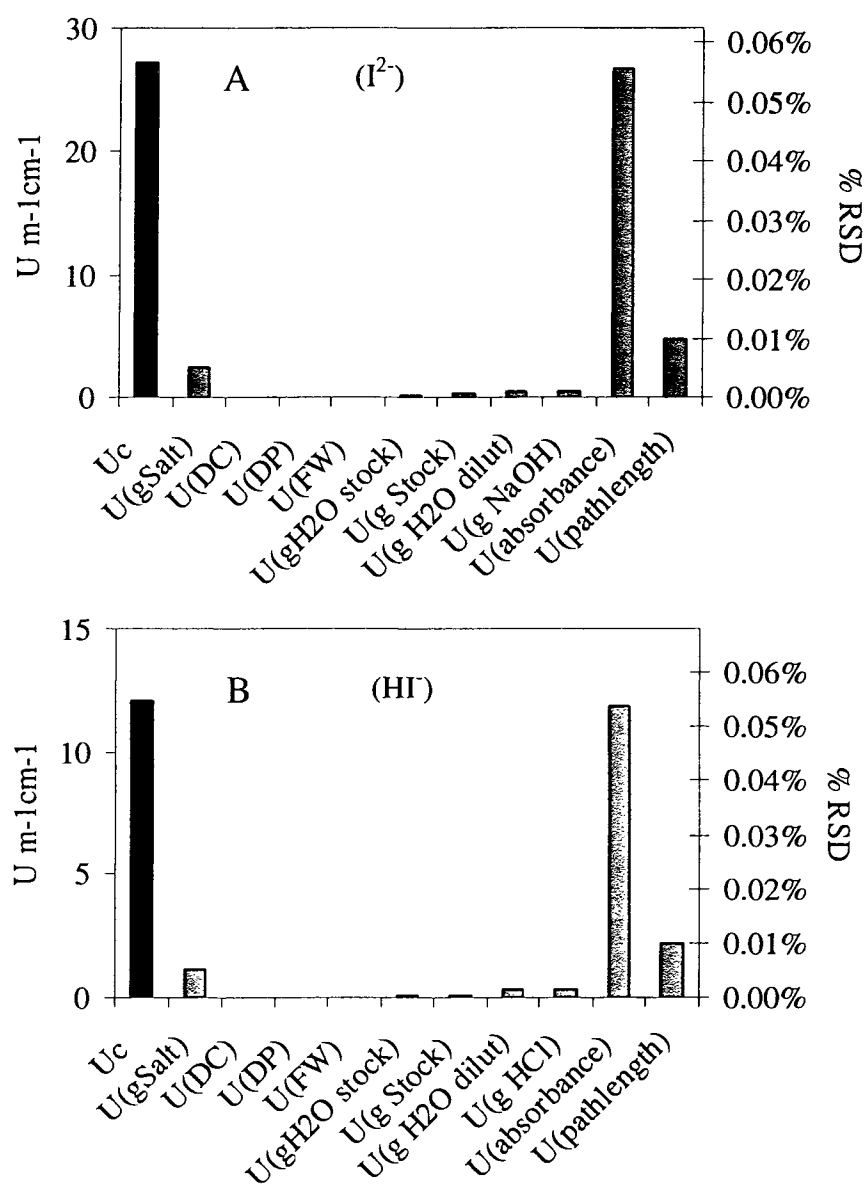 A (I²⁻)
U m-1cm-1
30
20
10
0
0.06%
0.05%
0.04%
0.03%
0.02%
0.01%
0.00%
% RSD
Uc
U(gSalt)
U(DC)
U(DP)
U(FW)
U(gH2O stock)
U(g Stock)
U(g H2O dilut)
U(g NaOH)
U(absorbance)
U(pathlength)
B (HI⁻)
U m-1cm-1
15
10
5
0
0.06%
0.05%
0.04%
0.03%
0.02%
0.01%
0.00%
% RSD
Uc
U(gSalt)
U(DC)
U(DP)
U(FW)
U(gH2O stock)
U(g Stock)
U(g H2O dilut)
U(g HCl)
U(absorbance)
U(pathlength)